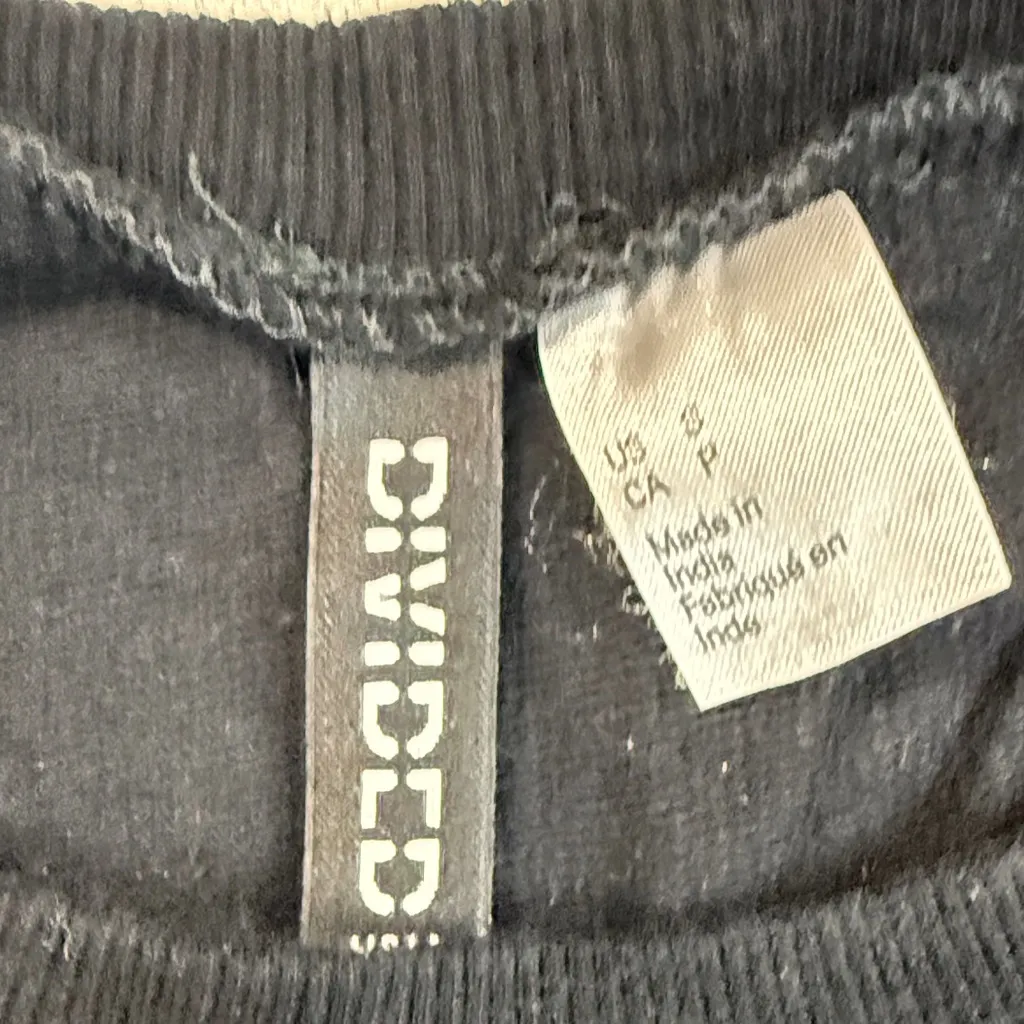 DIVIDED
US S
CA P
Made in
India
Fabriqué en
Inde